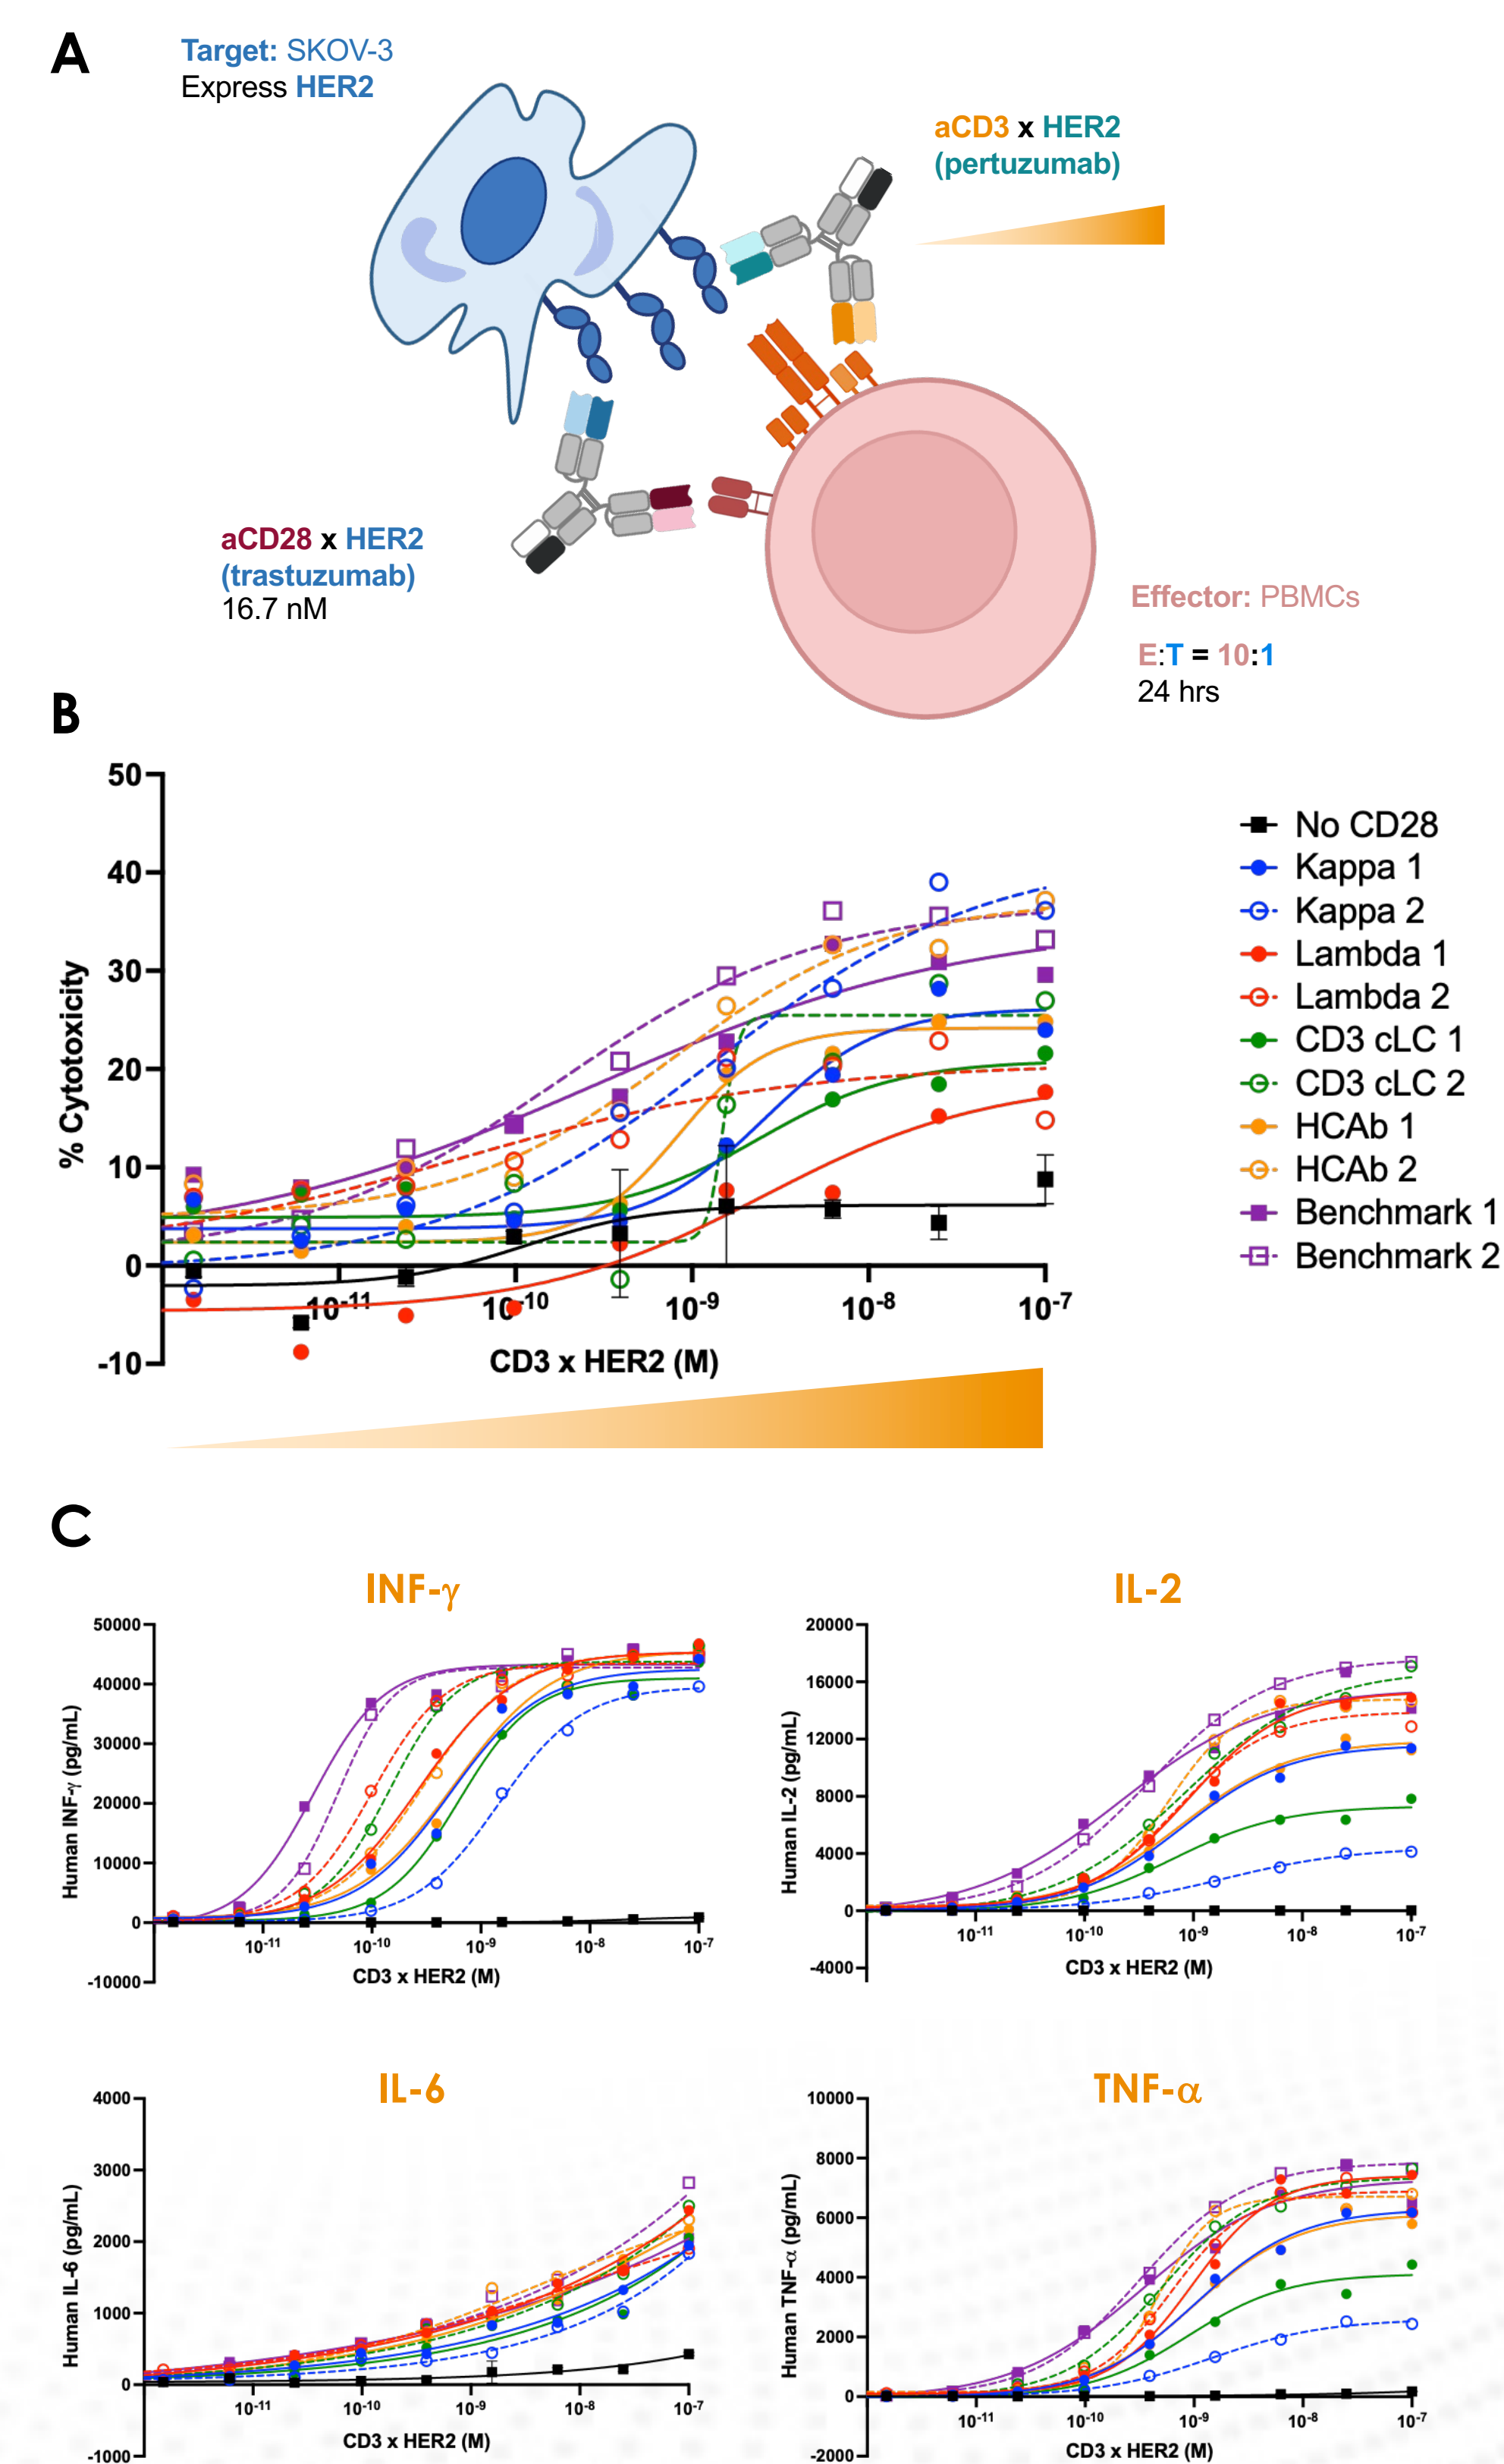 A
Target: SKOV-3
Express HER2
aCD3 x HER2
(pertuzumab)
aCD28 x HER2
(trastuzumab)
16.7 nM
Effector: PBMCs
E:T = 10:1
24 hrs
B
50
40
30
20
10
0
-10
% Cytotoxicity
10-11
10-10
10-9
10-8
10-7
CD3 x HER2 (M)
No CD28
Kappa 1
Kappa 2
Lambda 1
Lambda 2
CD3 cLC 1
CD3 cLC 2
HCAb 1
HCAb 2
Benchmark 1
Benchmark 2
C
INF-γ
50000
40000
30000
20000
10000
0
-10000
Human INF-γ (pg/mL)
10-11
10-10
10-9
10-8
10-7
CD3 x HER2 (M)
IL-2
20000
16000
12000
8000
4000
0
-4000
Human IL-2 (pg/mL)
10-11
10-10
10-9
10-8
10-7
CD3 x HER2 (M)
IL-6
4000
3000
2000
1000
0
-1000
Human IL-6 (pg/mL)
10-11
10-10
10-9
10-8
10-7
CD3 x HER2 (M)
TNF-α
10000
8000
6000
4000
2000
0
-2000
Human TNF-α (pg/mL)
10-11
10-10
10-9
10-8
10-7
CD3 x HER2 (M)